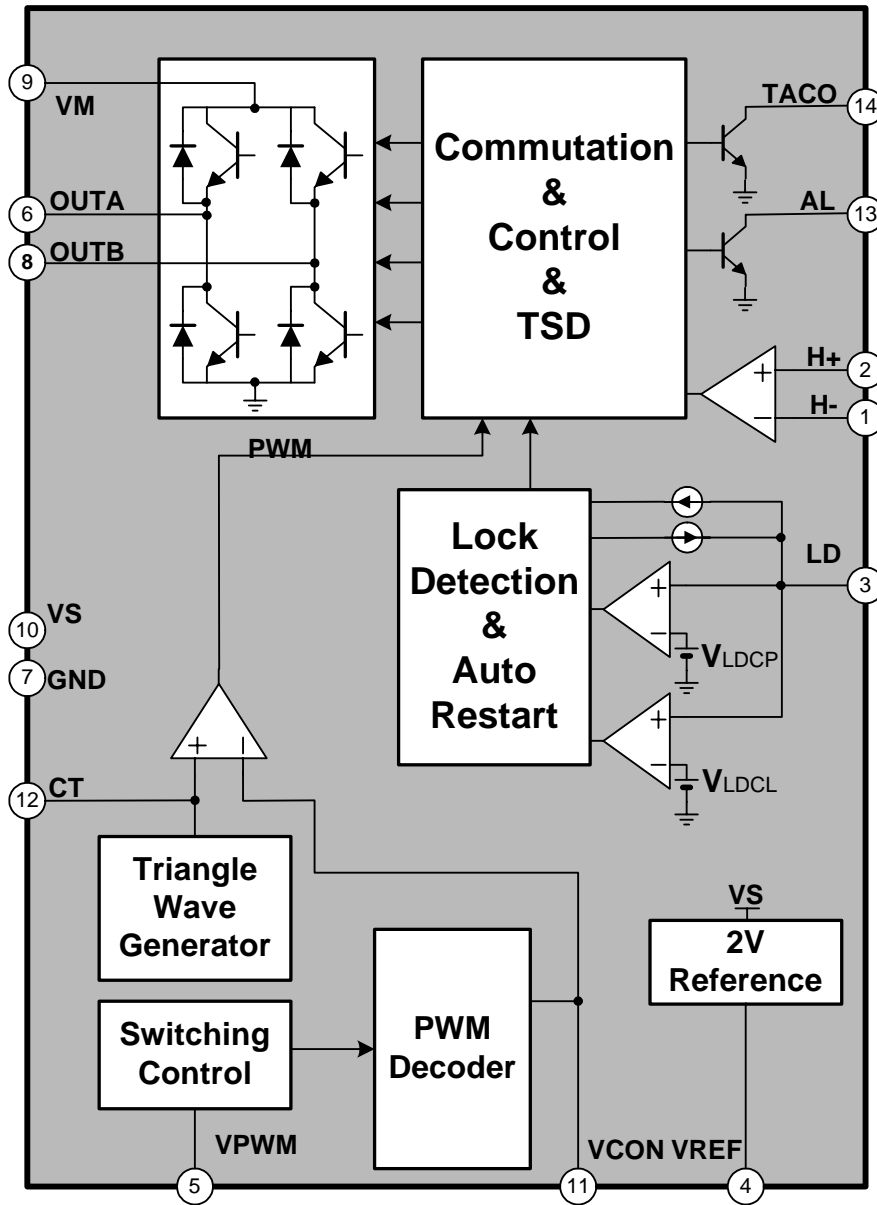 9
VM
TACO
14
Commutation
&
Control
&
TSD
6
OUTA
AL
13
8
OUTB
H+
2
H-
1
+
−
PWM
Lock
Detection
&
Auto
Restart
LD
3
+
−
VLDCP
+
−
VLDCL
VS
10
7
GND
+
−
CT
12
Triangle
Wave
Generator
VS
2V
Reference
PWM
Decoder
Switching
Control
VPWM
VCON VREF
5
11
4